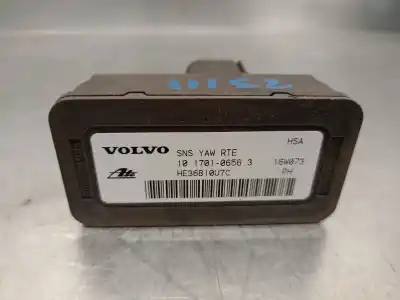 VOLVO
SNS YAW RTE
HSA
10 1701-0656 3
16W073
Ate
HE36810U7C
PH